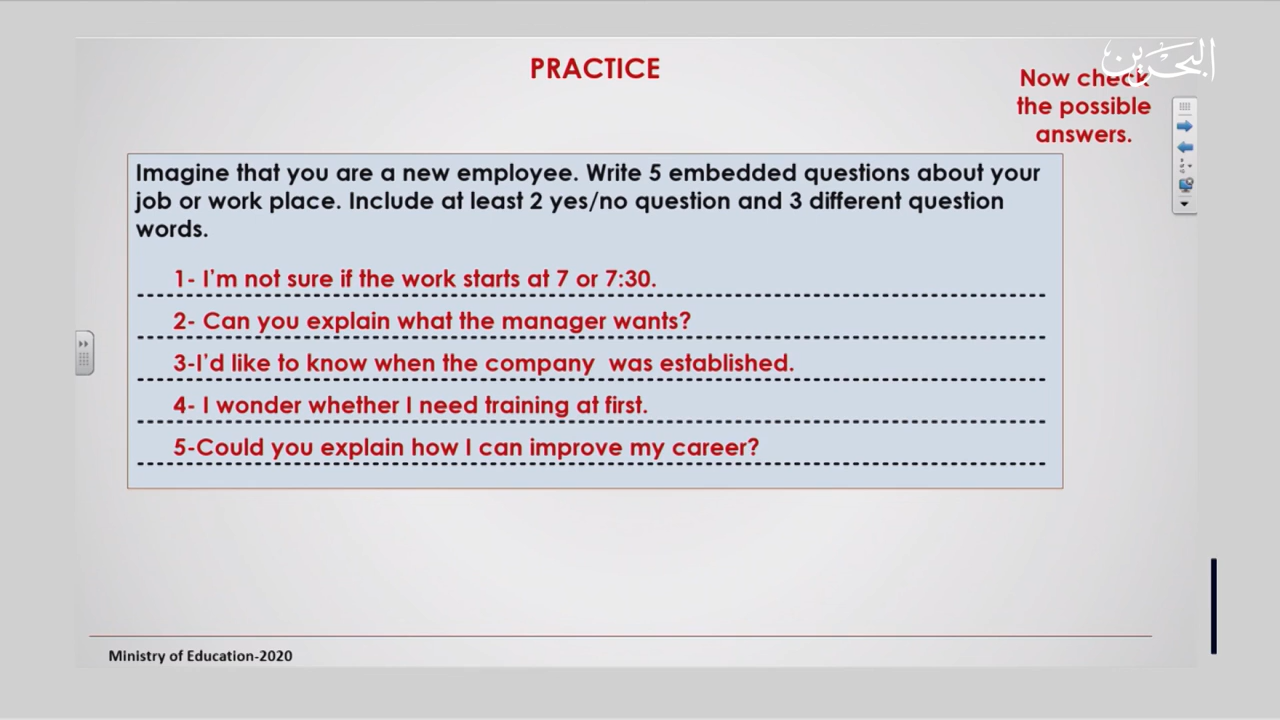 PRACTICE
البحرين
Now check
the possible
answers.
Imagine that you are a new employee. Write 5 embedded questions about your
job or work place. Include at least 2 yes/no question and 3 different question
words.
1- I'm not sure if the work starts at 7 or 7:30.
2- Can you explain what the manager wants?
3-I'd like to know when the company  was established.
4- I wonder whether I need training at first.
5-Could you explain how I can improve my career?
Ministry of Education-2020